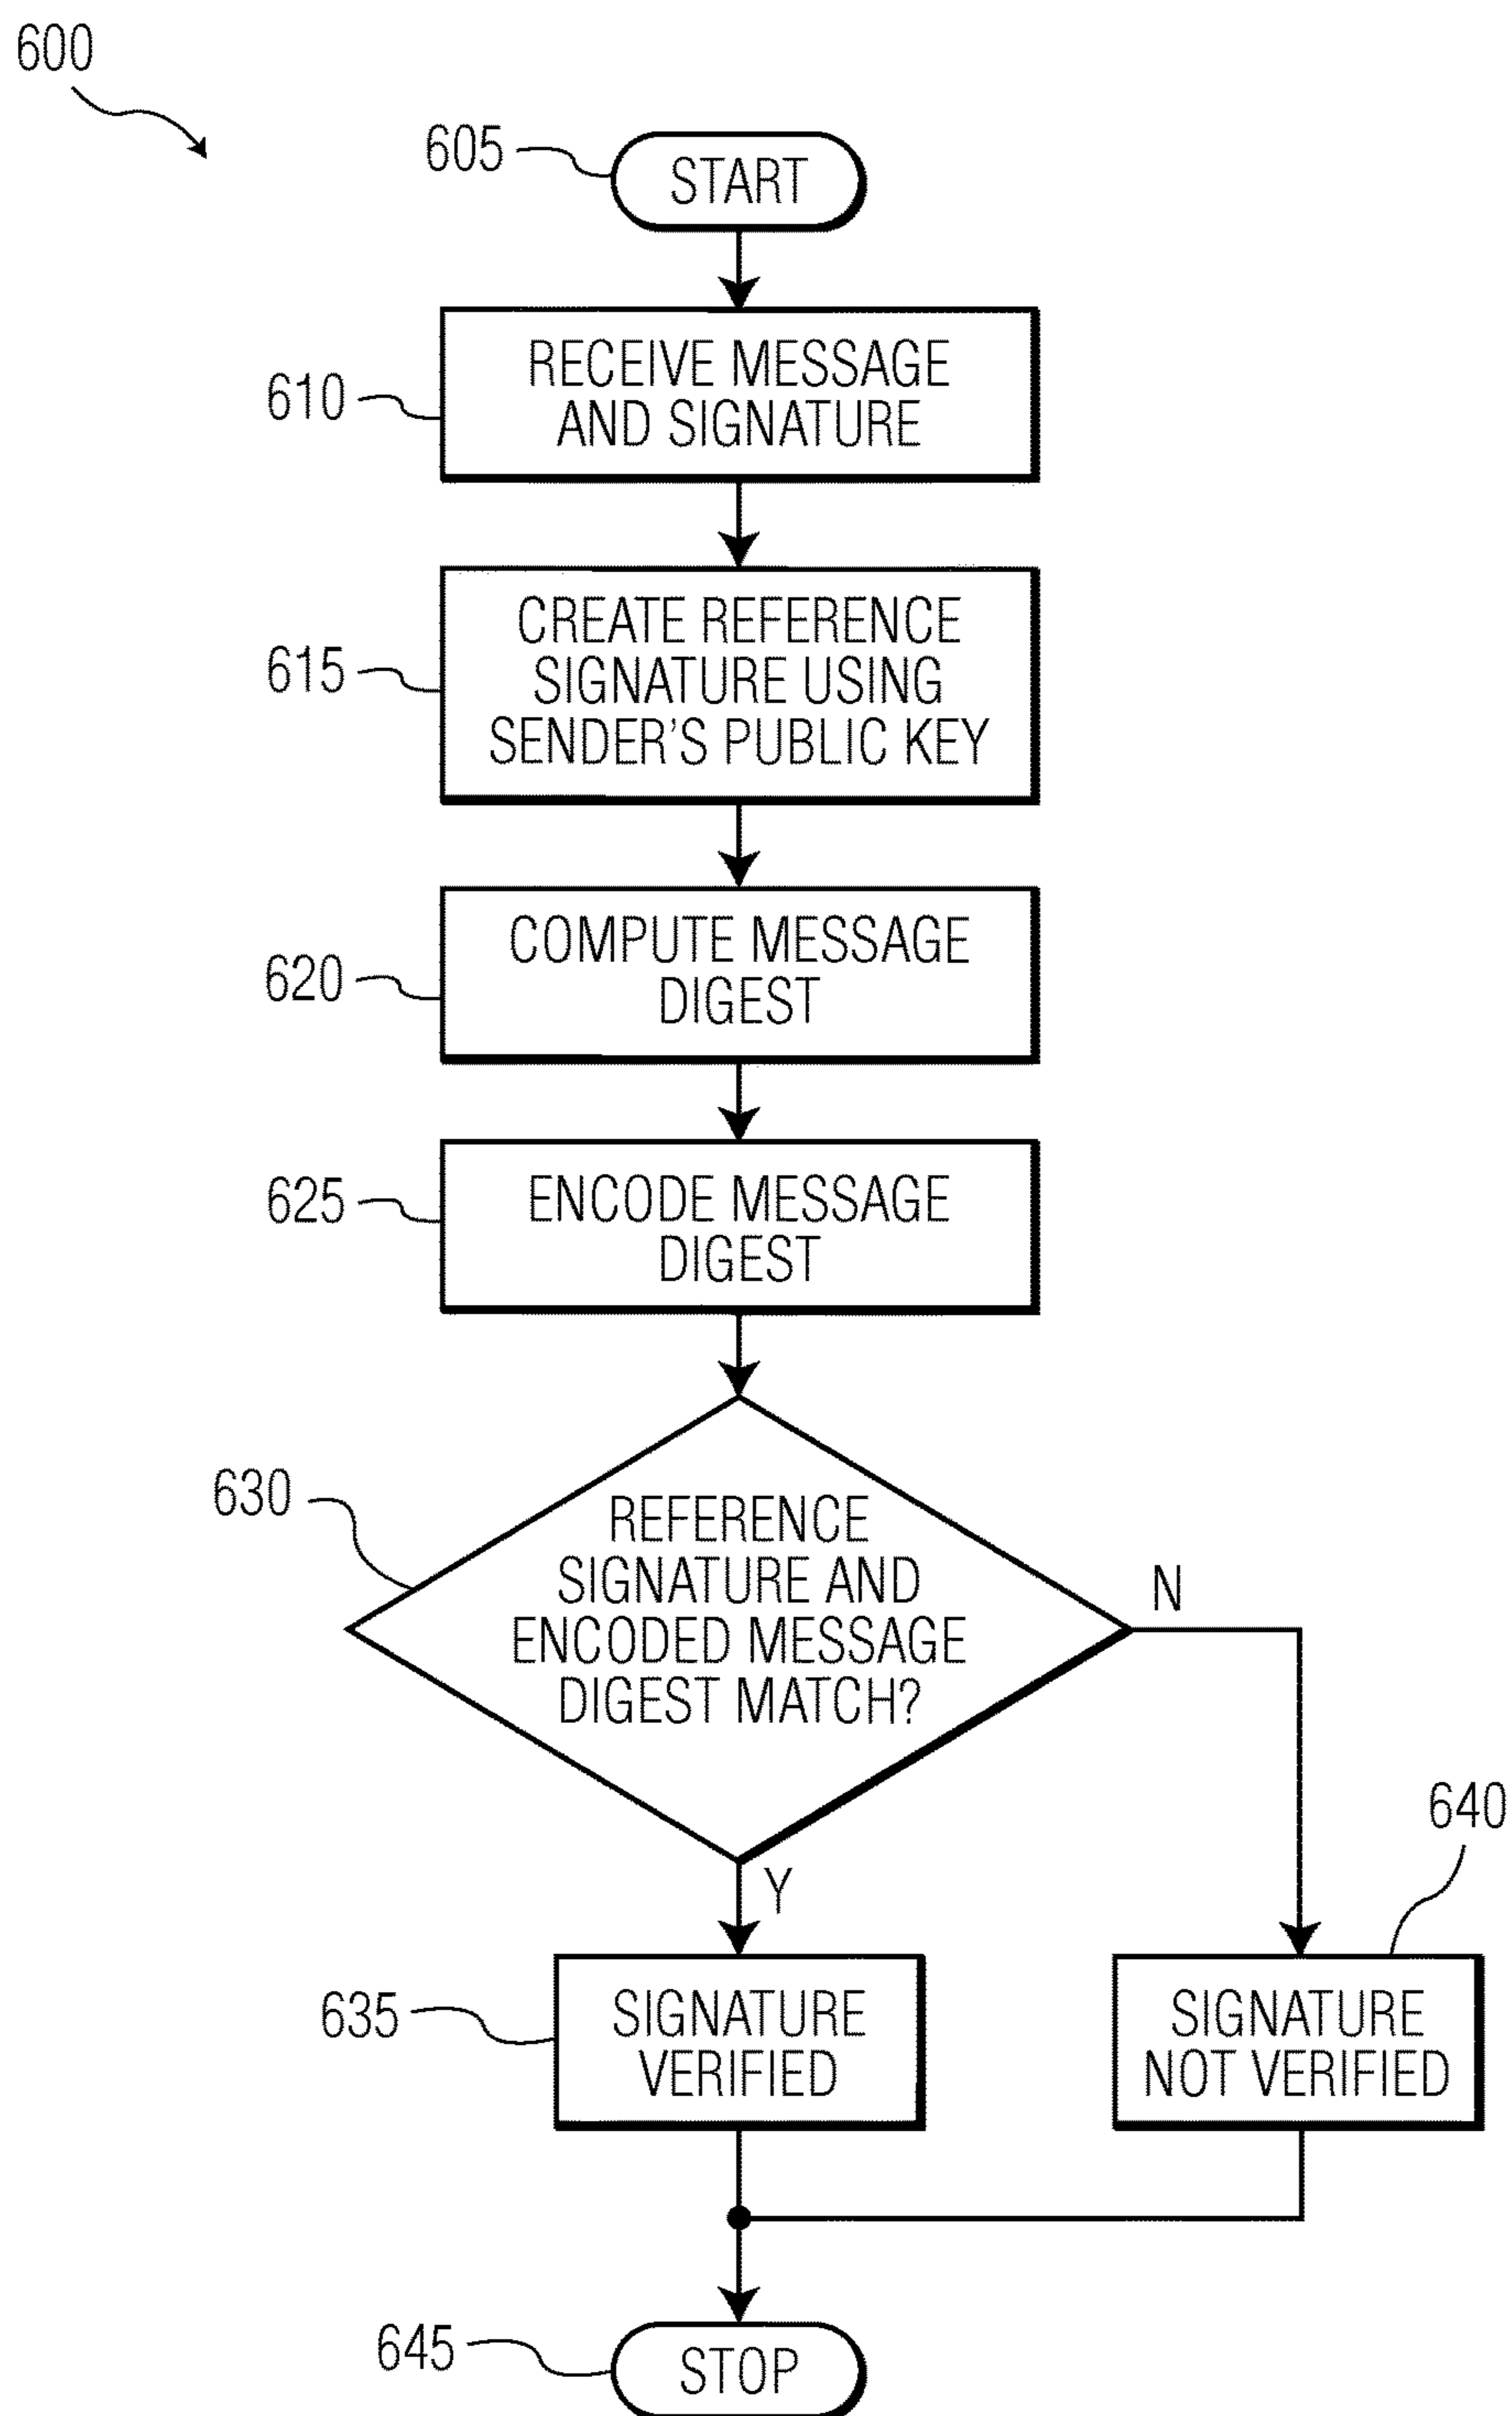 600
605
START
610
RECEIVE MESSAGE
AND SIGNATURE
615
CREATE REFERENCE
SIGNATURE USING
SENDER'S PUBLIC KEY
620
COMPUTE MESSAGE
DIGEST
625
ENCODE MESSAGE
DIGEST
630
REFERENCE
SIGNATURE AND
ENCODED MESSAGE
DIGEST MATCH?
N
Y
635
SIGNATURE
VERIFIED
640
SIGNATURE
NOT VERIFIED
645
STOP